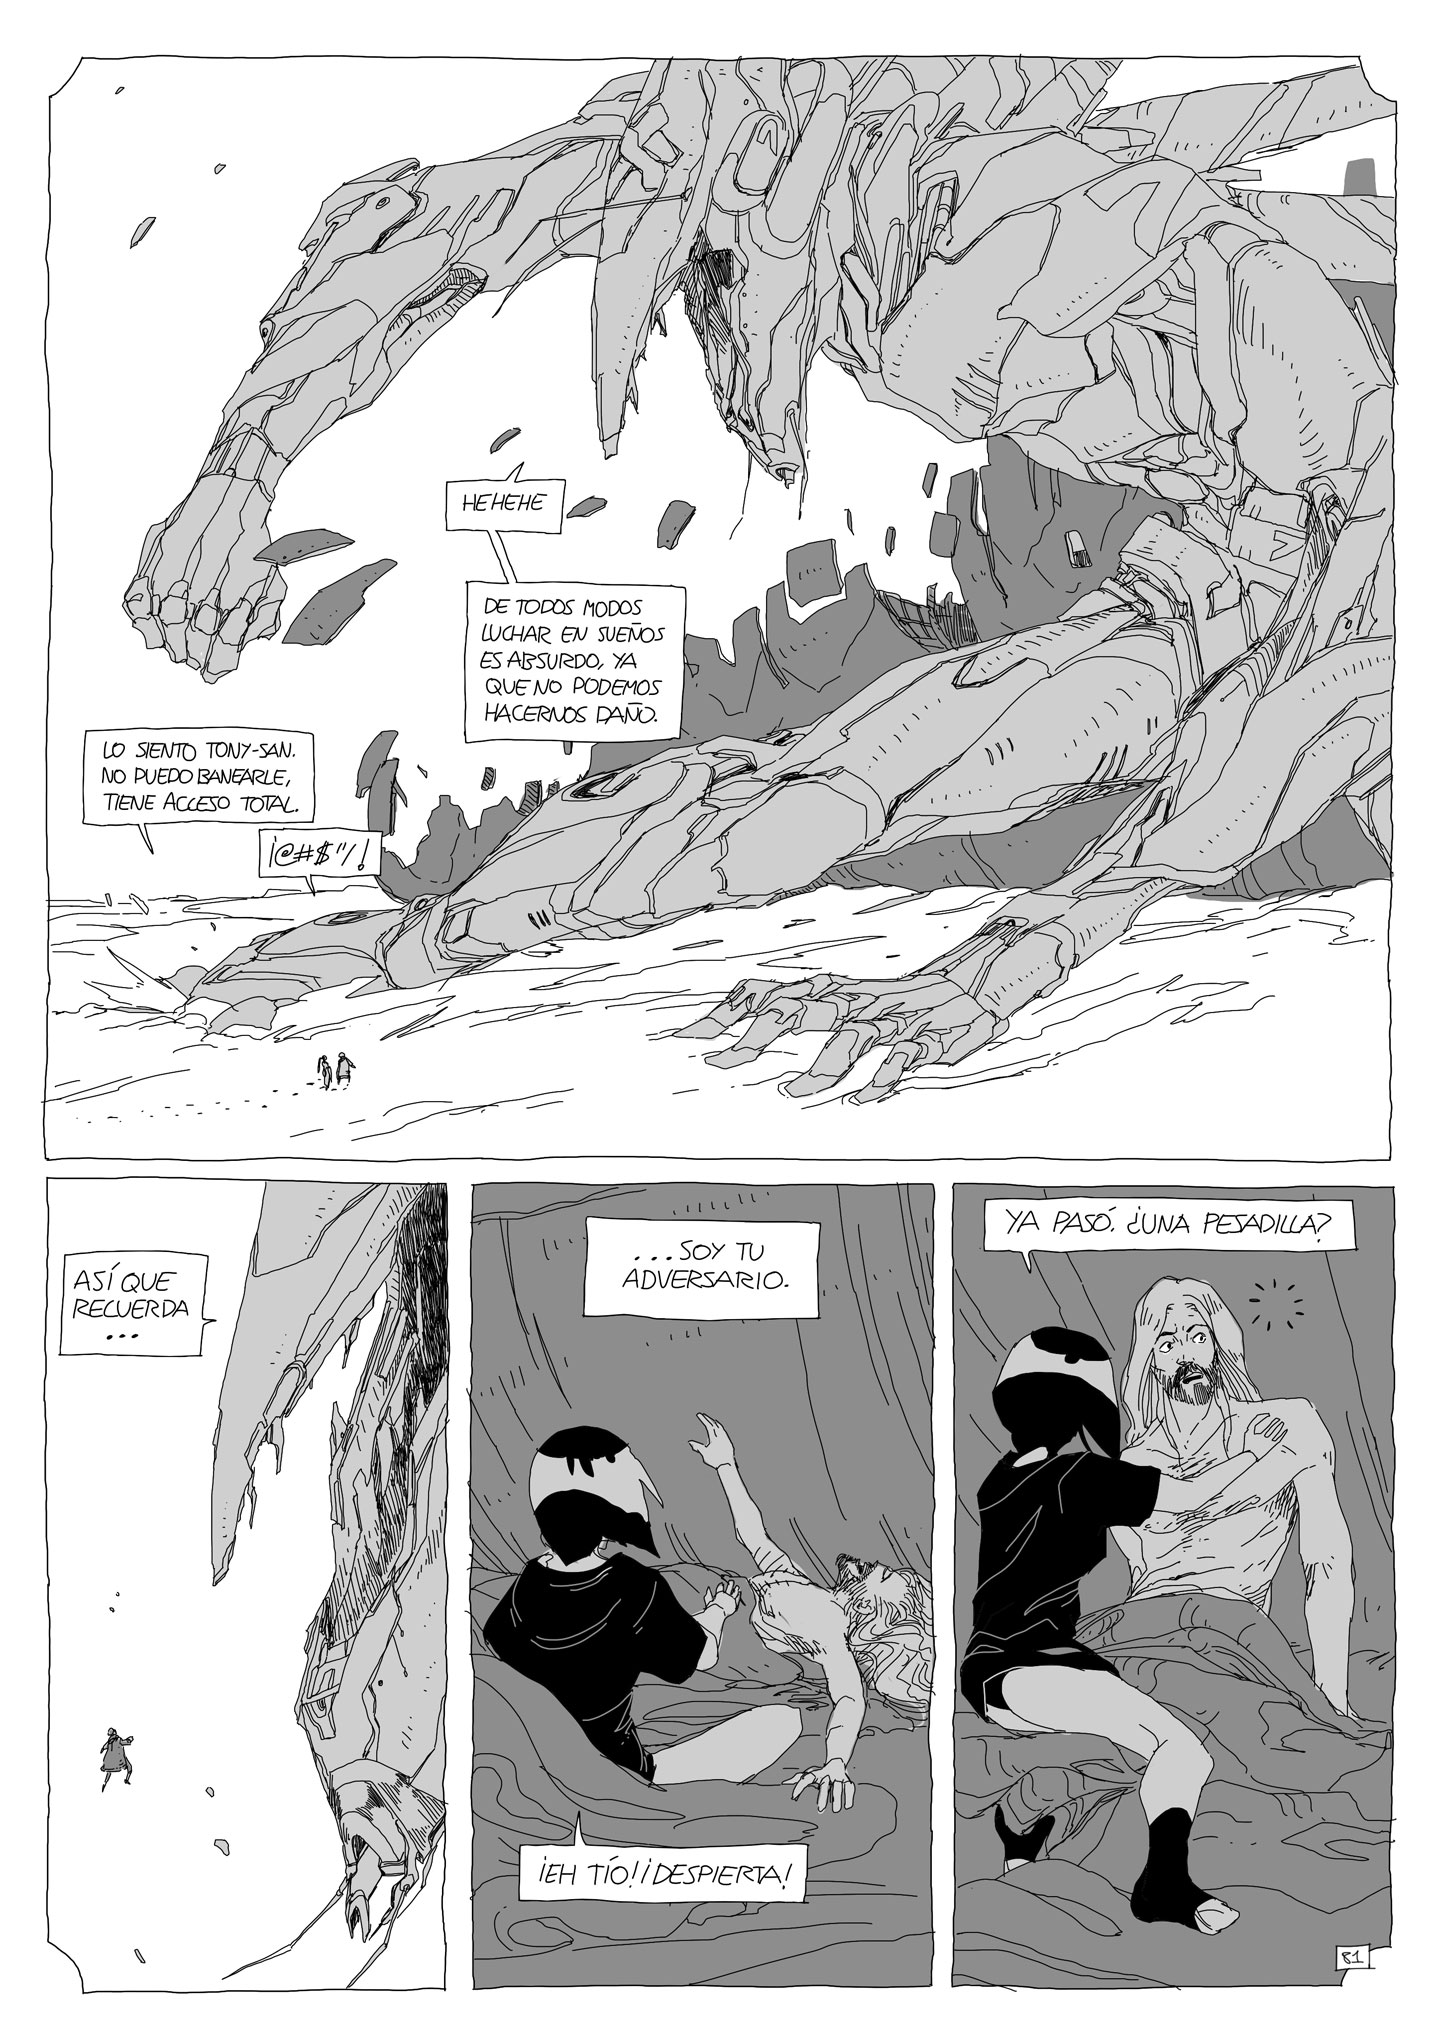 HEHEHE
DE TODOS MODOS
LUCHAR EN SUEÑOS
ES ABSURDO, YA
QUE NO PODEMOS
HACERNOS DAÑO.
LO SIENTO TONY-SAN.
NO PUEDO BANEARLE,
TIENE ACCESO TOTAL.
¡@#$"/!
ASÍ QUE
RECUERDA
...
...SOY TU
ADVERSARIO.
¡EH TÍO! ¡DESPIERTA!
YA PASÓ. ¿UNA PESADILLA?
81